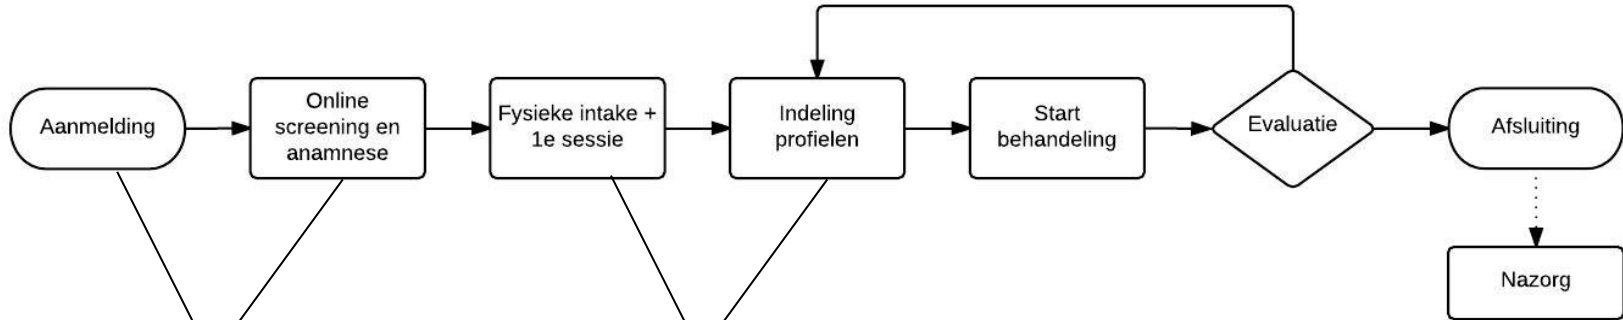 Aanmelding
Online
screening en
anamnese
Fysieke intake +
1e sessie
Indeling
profielen
Start
behandeling
Evaluatie
Afsluiting
Nazorg